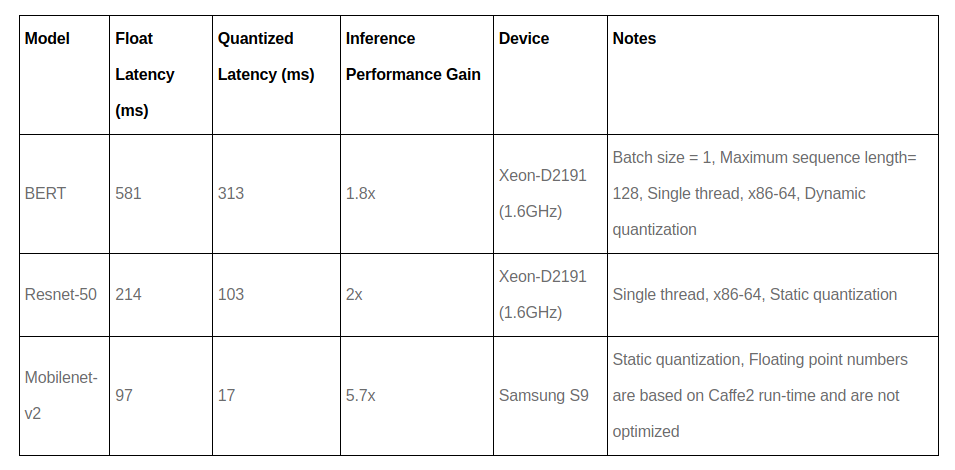 Model
Float
Latency
(ms)
Quantized
Latency (ms)
Inference
Performance Gain
Device
Notes
BERT
581
313
1.8x
Xeon-D2191
(1.6GHz)
Batch size = 1, Maximum sequence length=
128, Single thread, x86-64, Dynamic
quantization
Resnet-50
214
103
2x
Xeon-D2191
(1.6GHz)
Single thread, x86-64, Static quantization
Mobilenet-
v2
97
17
5.7x
Samsung S9
Static quantization, Floating point numbers
are based on Caffe2 run-time and are not
optimized